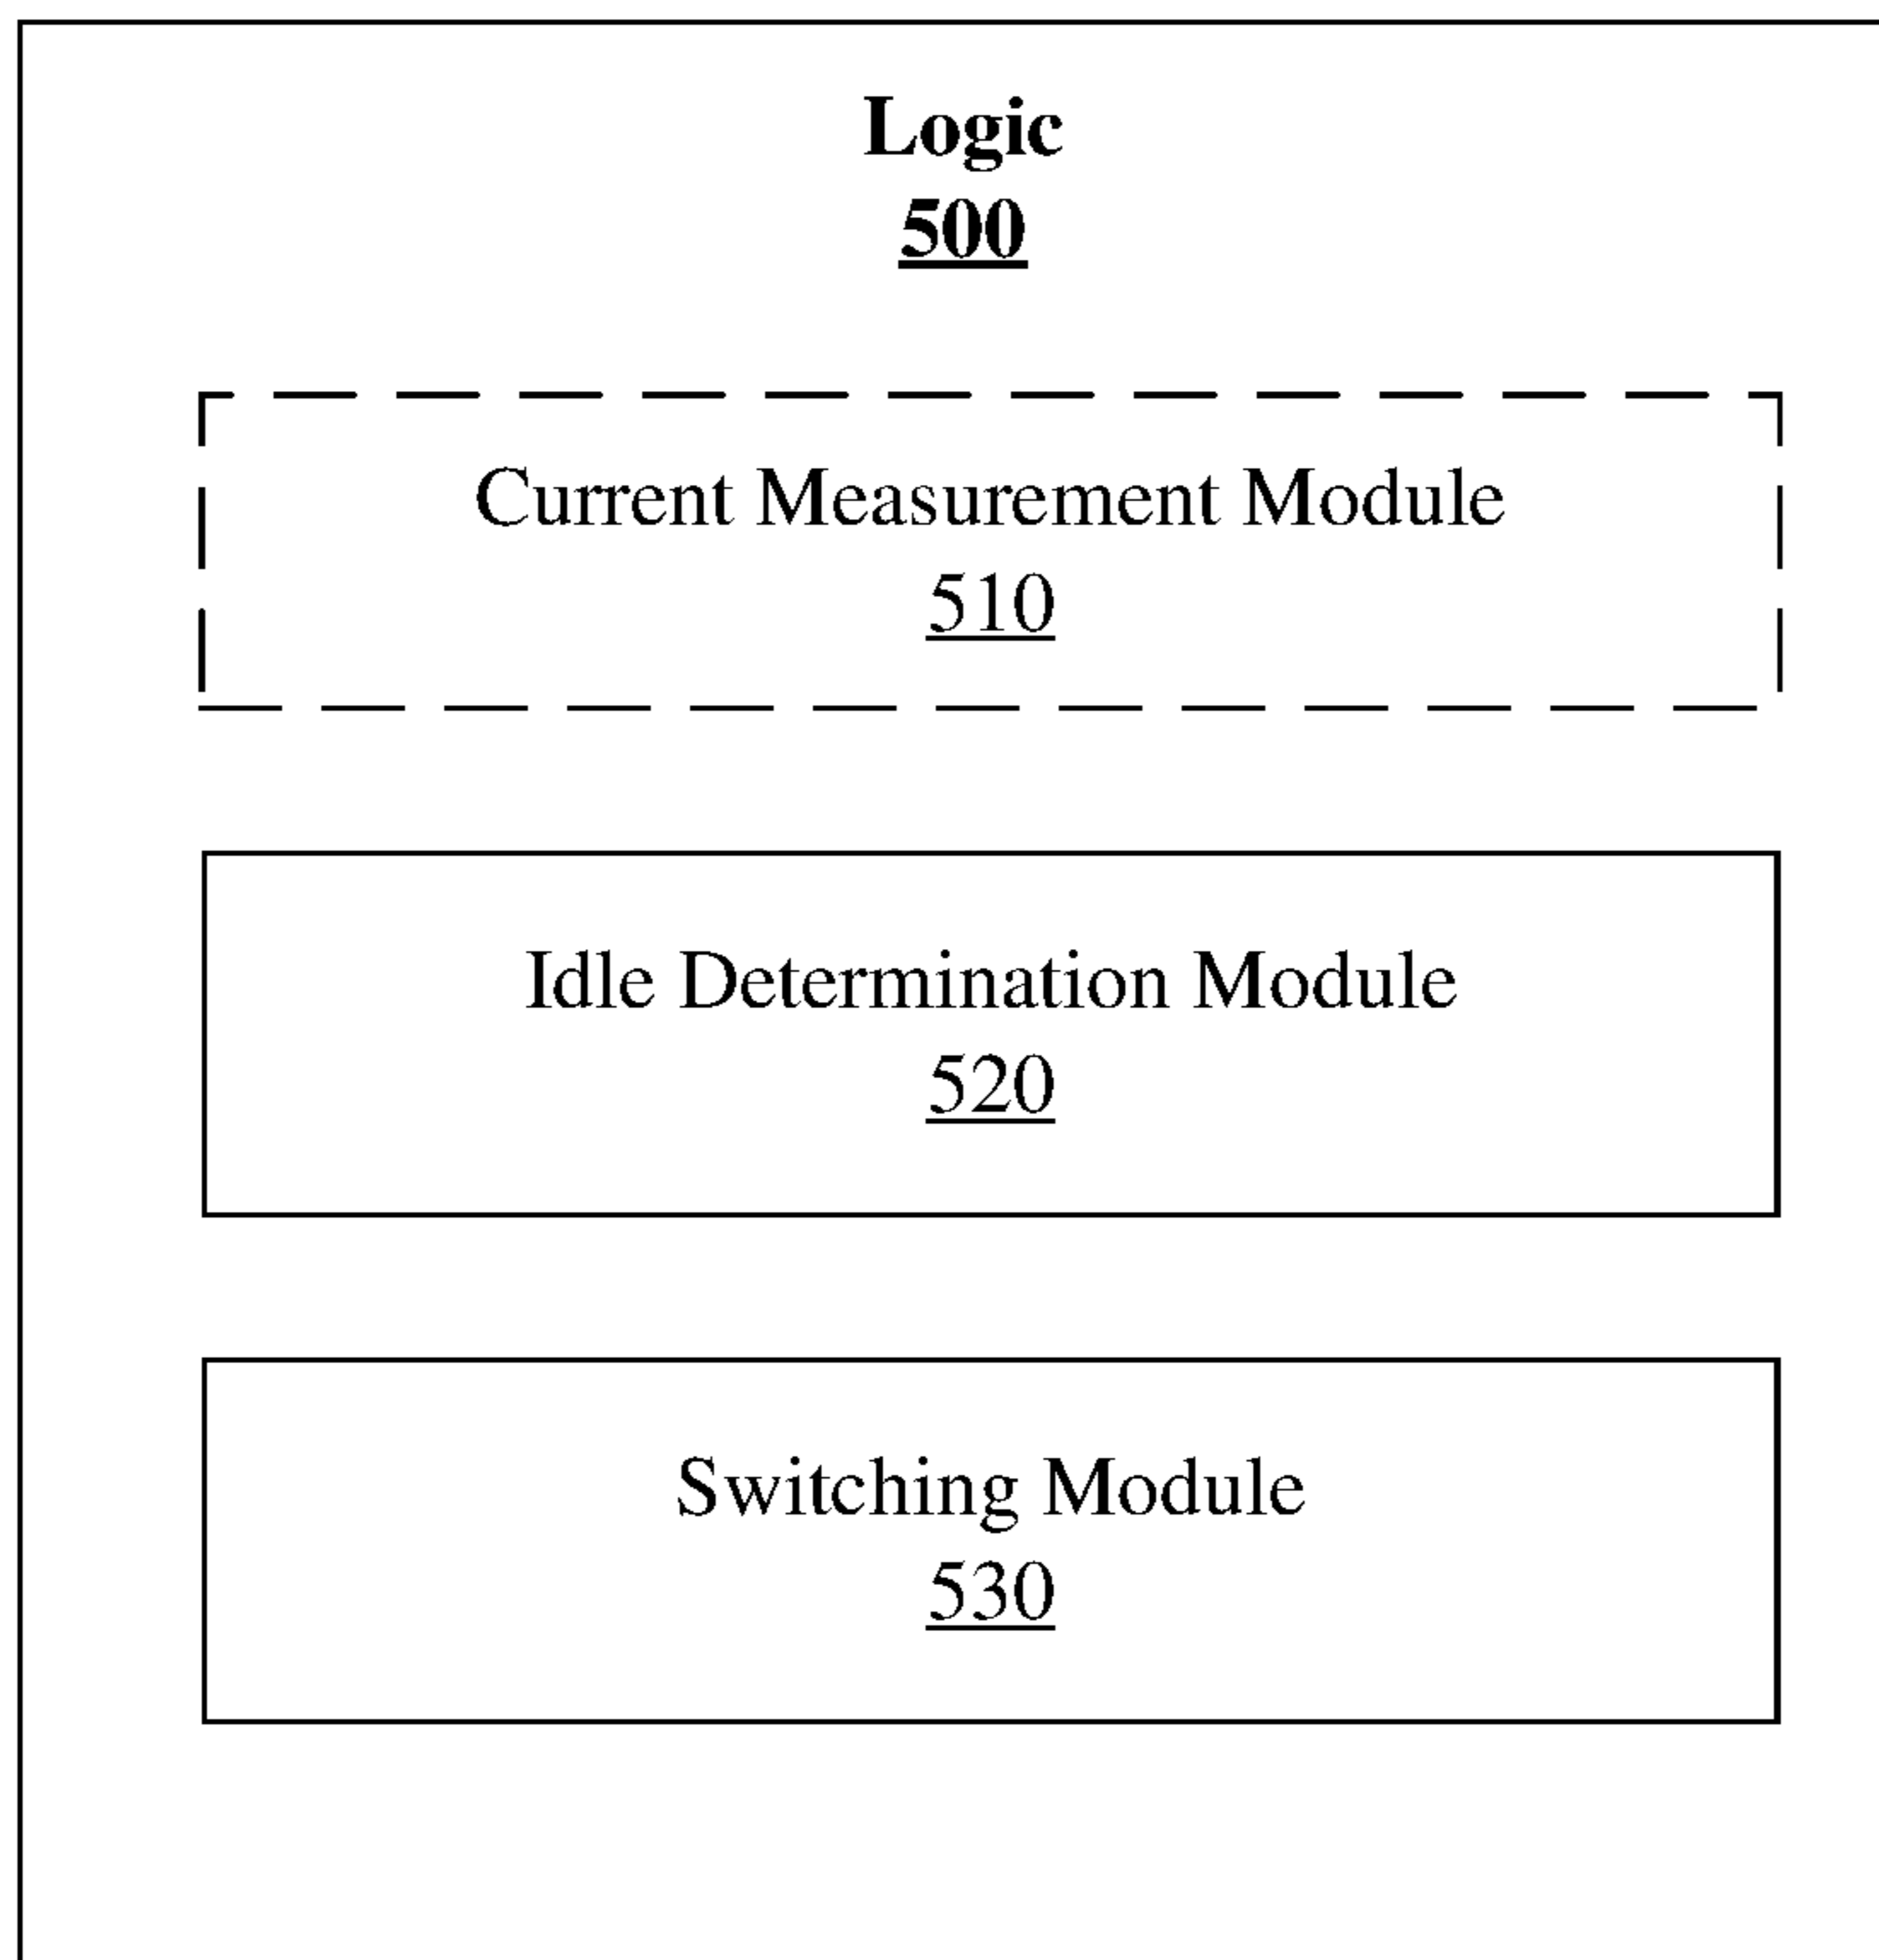 Logic
500
Current Measurement Module
510
Idle Determination Module
520
Switching Module
530